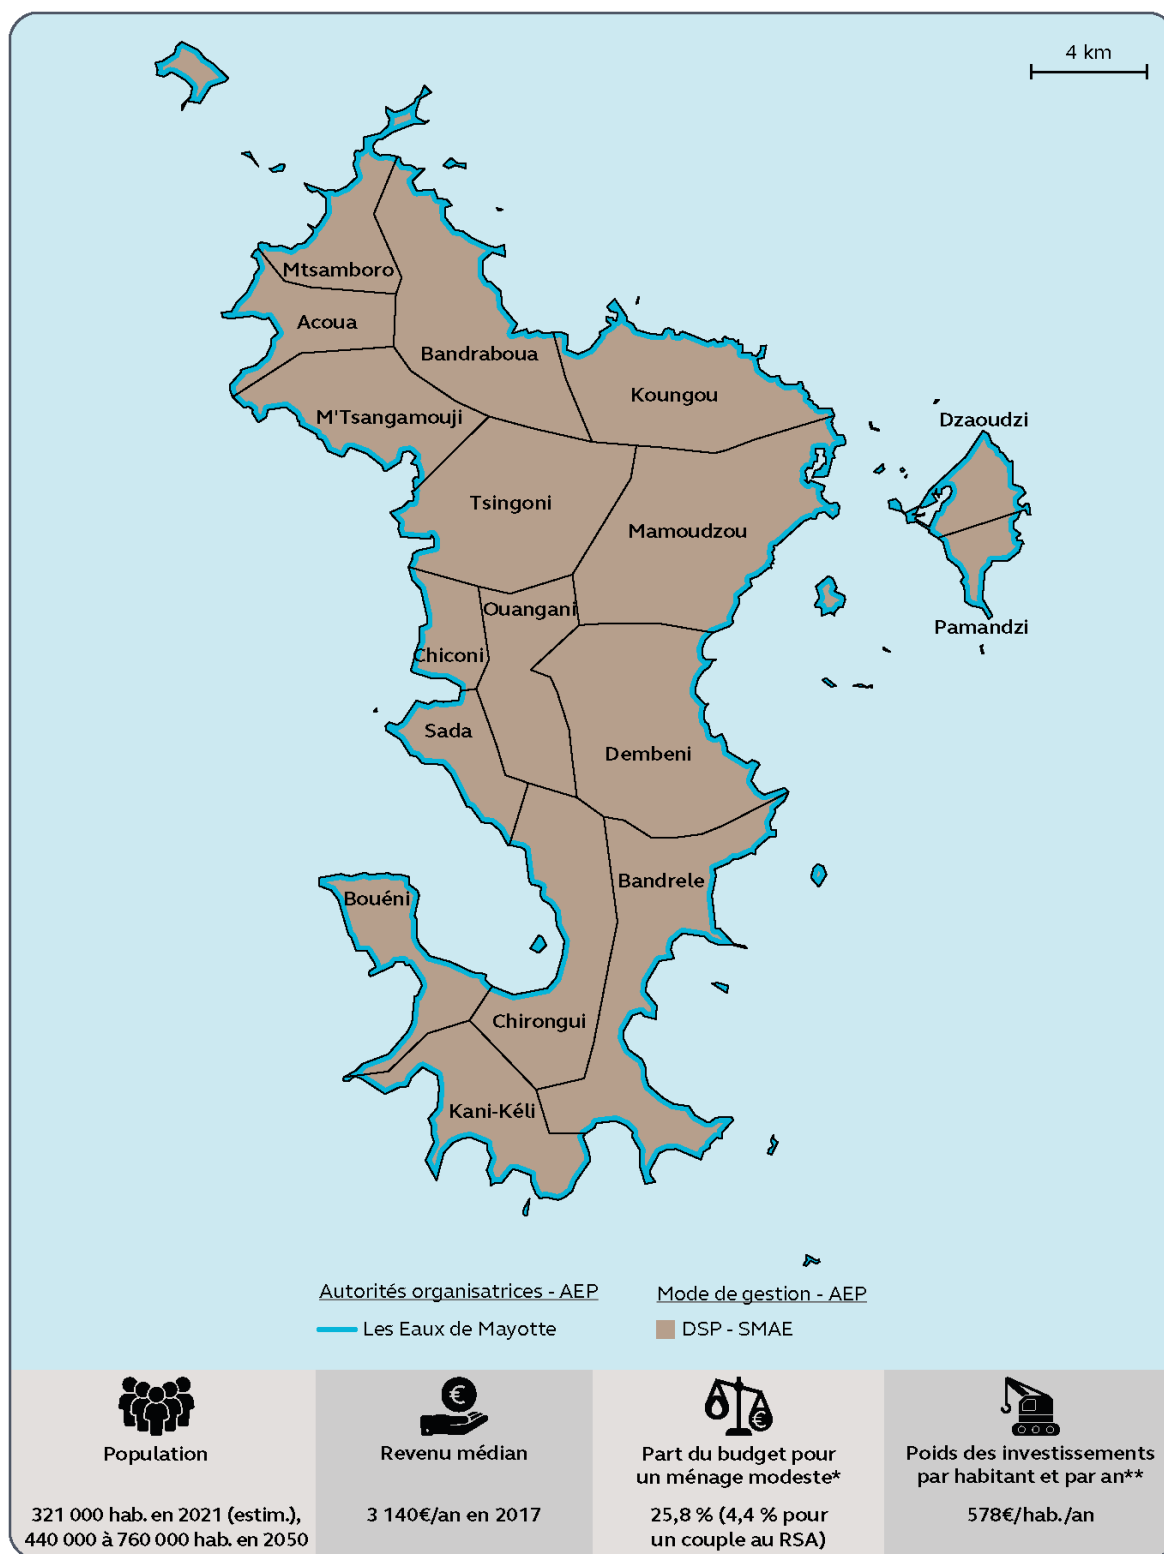 4 km
Mtsamboro
Acoua
Bandraboua
M'Tsangamouji
Koungou
Dzaoudzi
Tsingoni
Mamoudzou
Ouangani
Pamandzi
Chiconi
Sada
Dembeni
Bandrele
Bouéni
Chirongui
Kani-Kéli
Autorités organisatrices - AEP
Les Eaux de Mayotte
Mode de gestion - AEP
DSP - SMAE
Population
321 000 hab. en 2021 (estim.),
440 000 à 760 000 hab. en 2050
Revenu médian
3 140€/an en 2017
Part du budget pour
un ménage modeste*
25,8 % (4,4 % pour
un couple au RSA)
Poids des investissements
par habitant et par an**
578€/hab./an